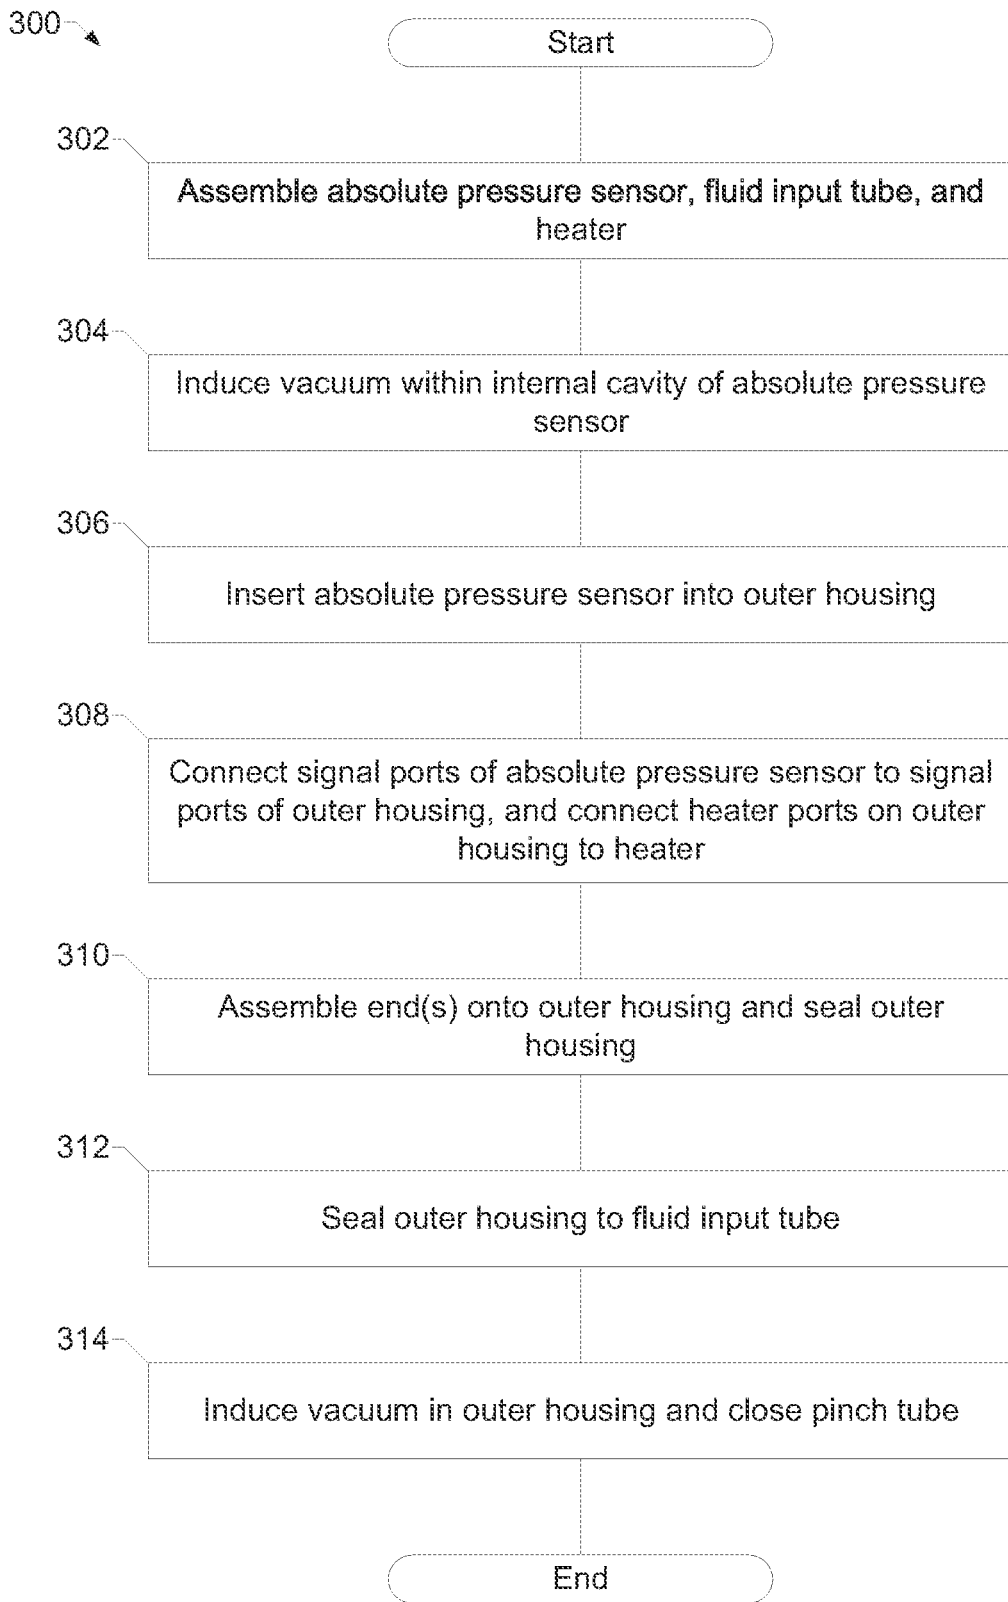 300
Start
302
Assemble absolute pressure sensor, fluid input tube, and
heater
304
Induce vacuum within internal cavity of absolute pressure
sensor
306
Insert absolute pressure sensor into outer housing
308
Connect signal ports of absolute pressure sensor to signal
ports of outer housing, and connect heater ports on outer
housing to heater
310
Assemble end(s) onto outer housing and seal outer
housing
312
Seal outer housing to fluid input tube
314
Induce vacuum in outer housing and close pinch tube
End